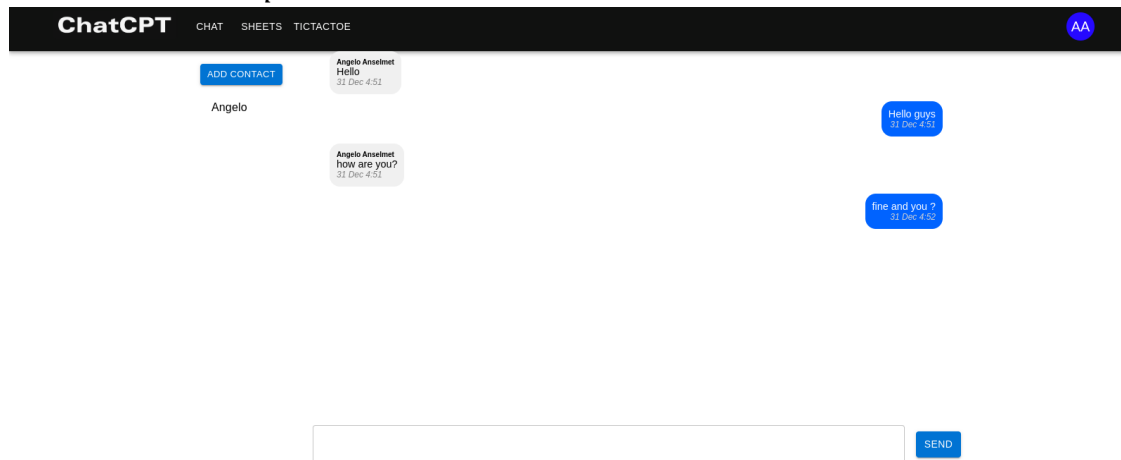 ChatCPT CHAT SHEETS TICTACTOE AA
ADD CONTACT
Angelo
Angelo Anselmet
Hello
31 Dec 4:51
Hello guys
31 Dec 4:51
Angelo Anselmet
how are you?
31 Dec 4:51
fine and you ?
31 Dec 4:52
SEND